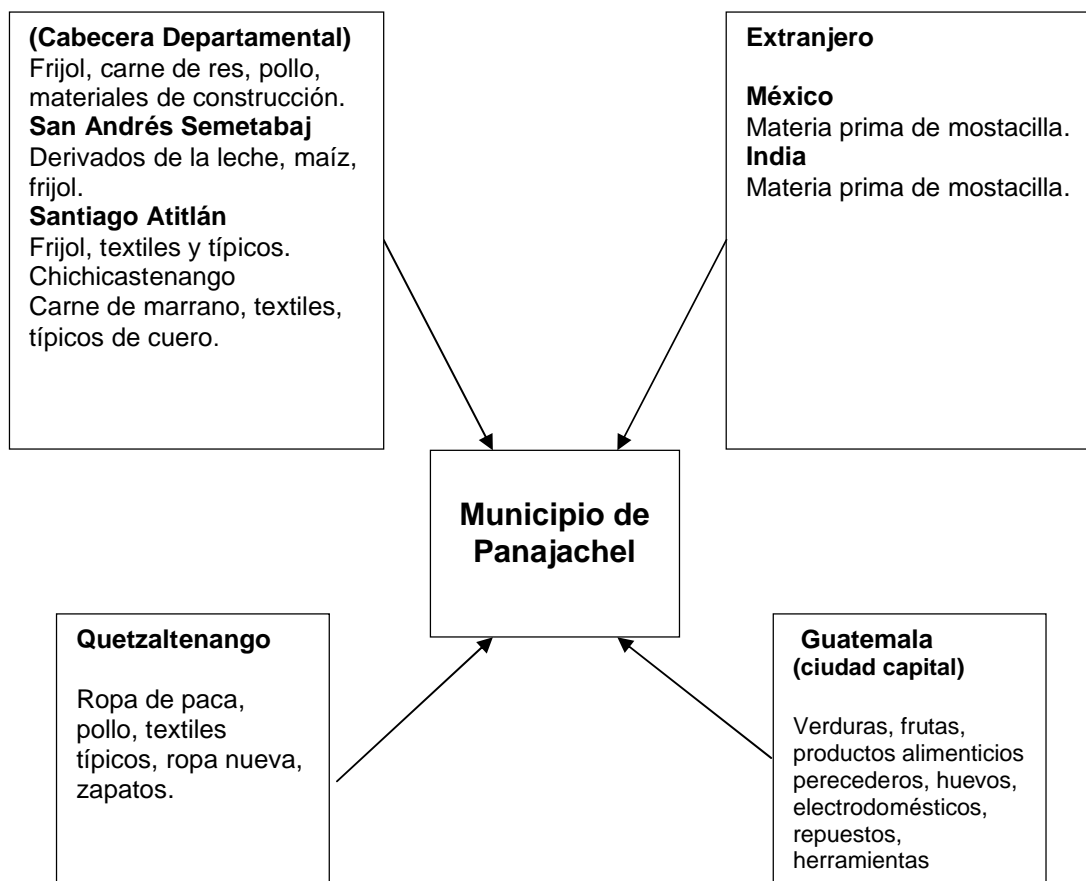 (Cabecera Departamental)
Frijol, carne de res, pollo,
materiales de construcción.
San Andrés Semetabaj
Derivados de la leche, maíz,
frijol.
Santiago Atitlán
Frijol, textiles y típicos.
Chichicastenango
Carne de marrano, textiles,
típicos de cuero.
Extranjero
México
Materia prima de mostacilla.
India
Materia prima de mostacilla.
Municipio de
Panajachel
Quetzaltenango
Ropa de paca,
pollo, textiles
típicos, ropa nueva,
zapatos.
Guatemala
(ciudad capital)
Verduras, frutas,
productos alimenticios
perecederos, huevos,
electrodomésticos,
repuestos,
herramientas